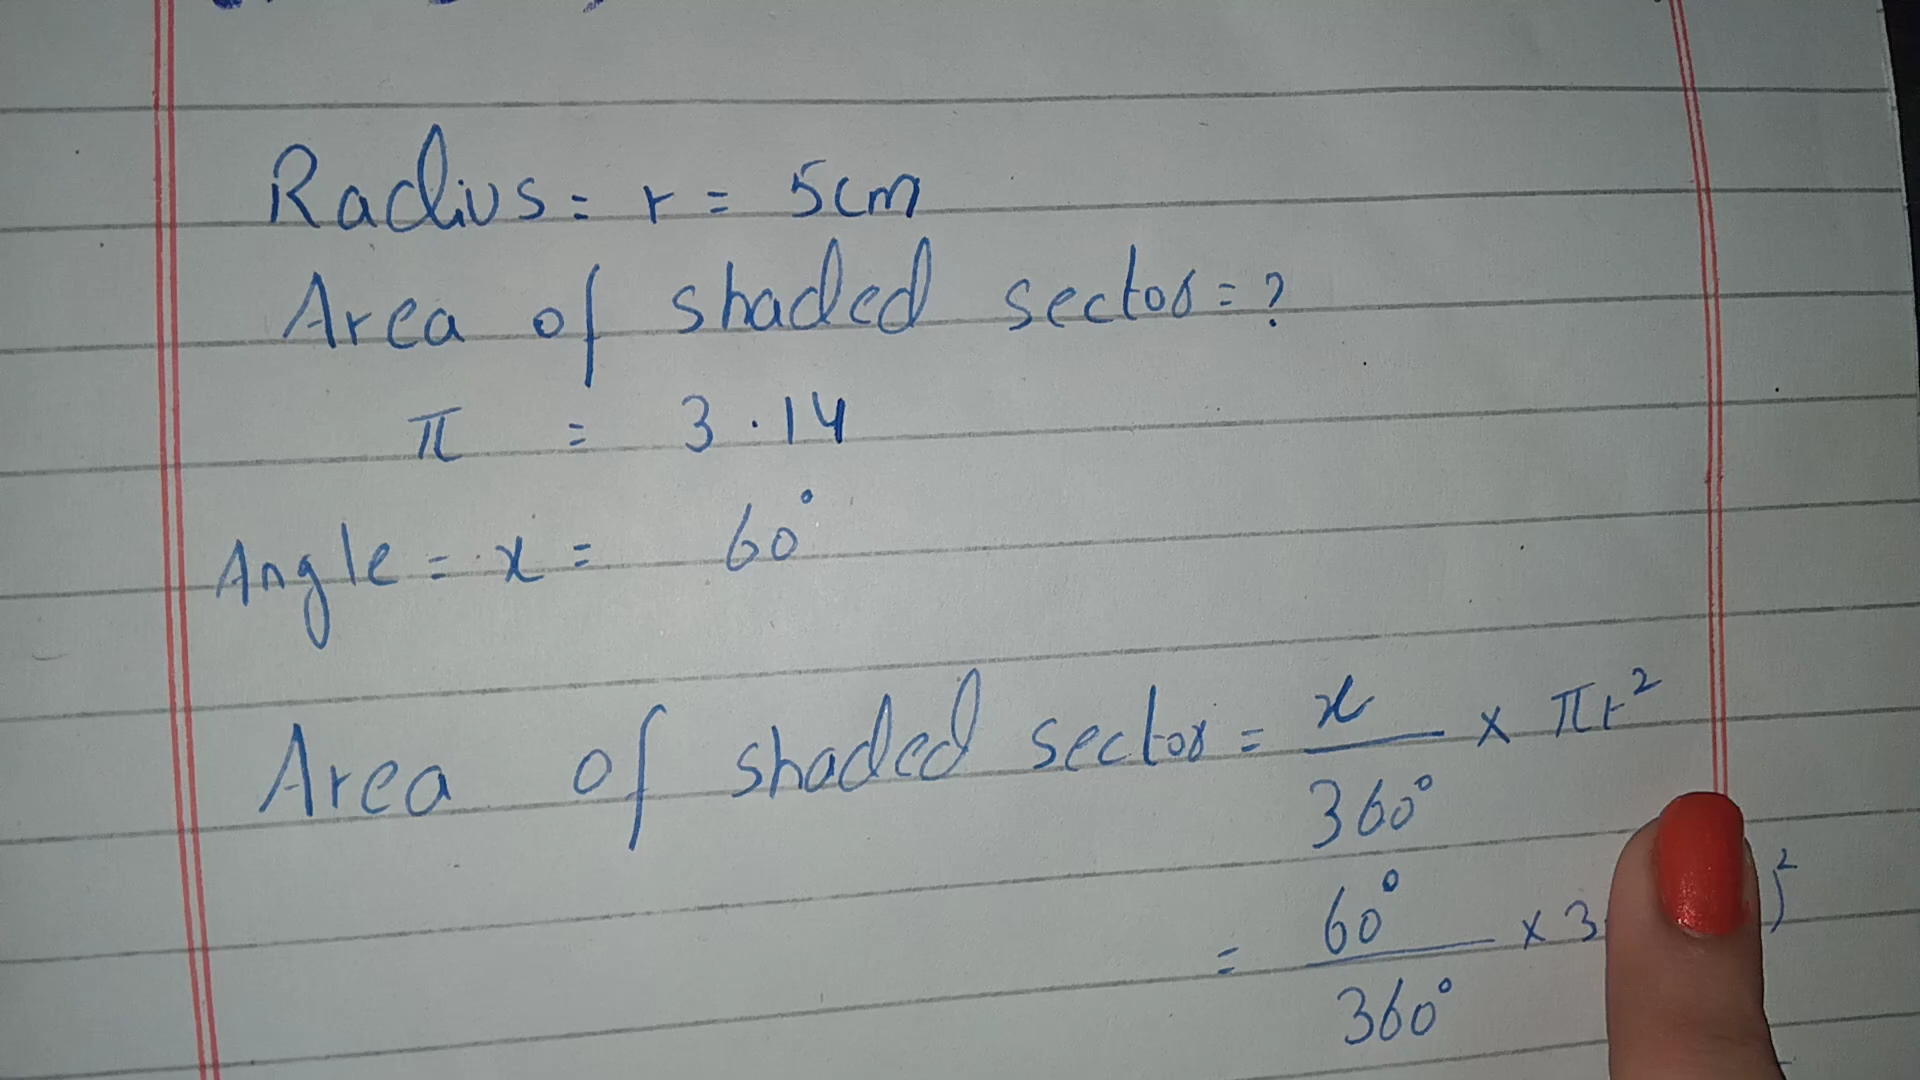 Radius = r = 5cm
Area of shaded sector = ?
π = 3.14
Angle = x = 60°
Area of shaded sector = x/360° × πr²
= 60°/360° × 3 )²